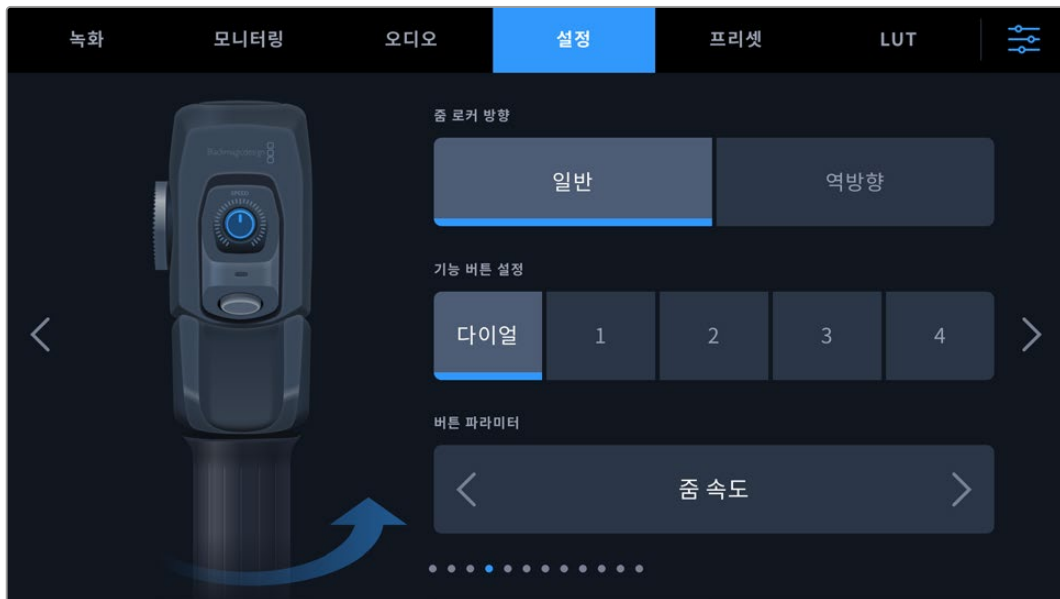 녹화 모니터링 오디오 설정 프리셋 LUT
줌 로커 방향
Blackmagicdesign
일반 역방향
SPEED
기능 버튼 설정
다이얼 1 2 3 4
버튼 파라미터
줌 속도